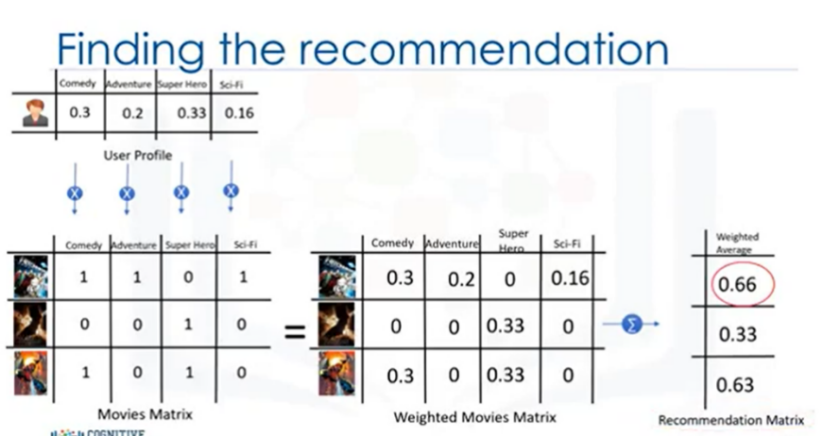 Finding the recommendation
Comedy Adventure Super Hero Sci-Fi
0.3 0.2 0.33 0.16
User Profile
X X X X
Comedy Adventure Super Hero Sci-Fi
1 1 0 1
0 0 1 0
1 0 1 0
Movies Matrix
=
Comedy Adventure Super Hero Sci-Fi
0.3 0.2 0 0.16
0 0 0.33 0
0.3 0 0.33 0
Weighted Movies Matrix
Σ
Weighted
Average
0.66
0.33
0.63
Recommendation Matrix
COGNITIVE